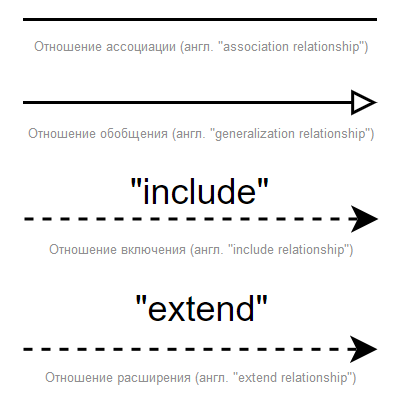 Отношение ассоциации (англ. "association relationship")
Отношение обобщения (англ. "generalization relationship")
"include"
Отношение включения (англ. "include relationship")
"extend"
Отношение расширения (англ. "extend relationship")